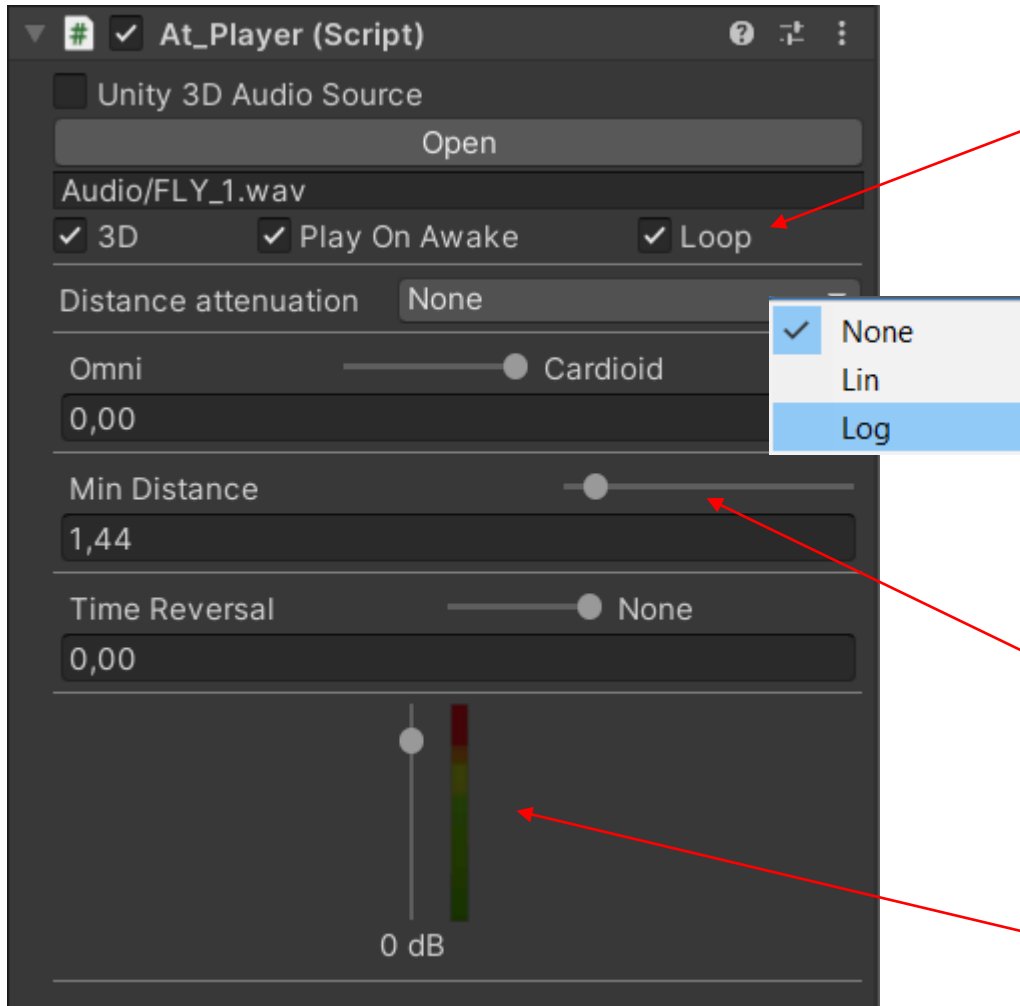 # At_Player (Script)
Unity 3D Audio Source
Open
Audio/FLY_1.wav
3D Play On Awake Loop
Distance attenuation None
None
Lin
Log
Omni Cardioid
0,00
Min Distance
1,44
Time Reversal None
0,00
0 dB